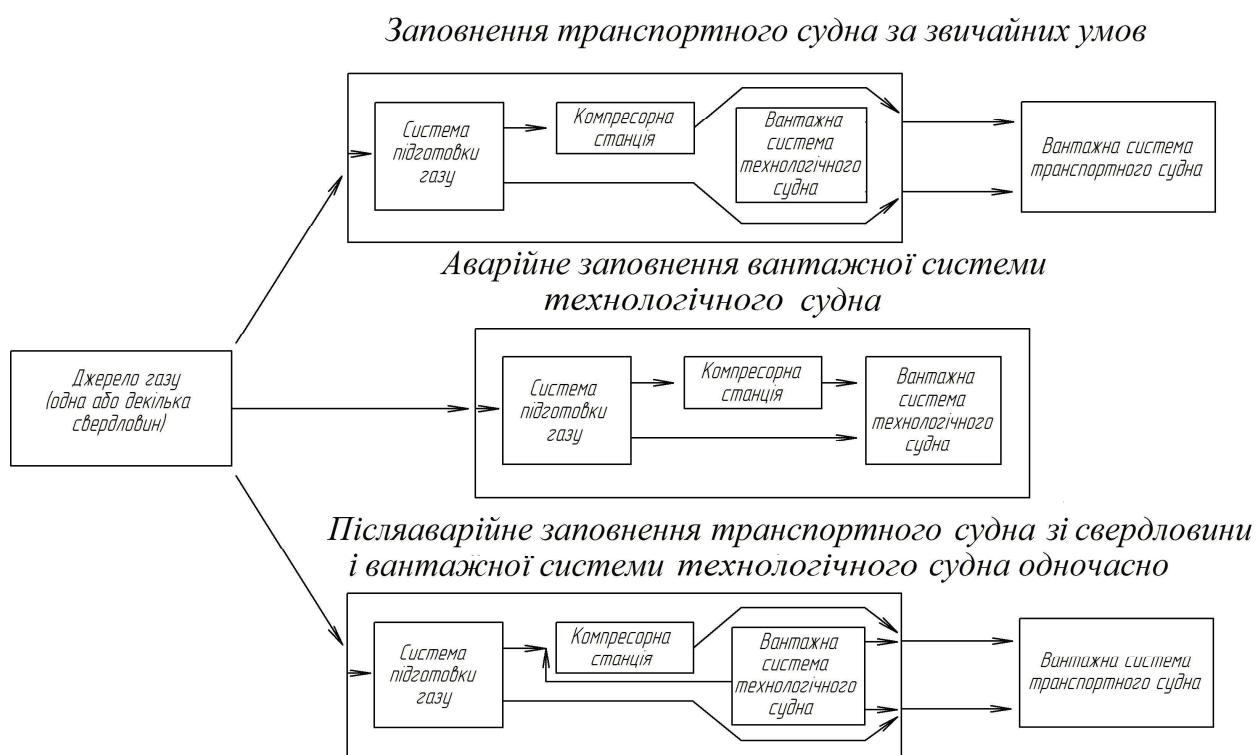 Заповнення транспортного судна за звичайних умов
Система
підготовки
газу
Компресорна
станція
Вантажна
система
технологічного
судна
Вантажна система
транспортного судна
Аварійне заповнення вантажної системи
технологічного судна
Джерело газу
(одна або декілька
свердловин)
Система
підготовки
газу
Компресорна
станція
Вантажна
система
технологічного
судна
Післяаварійне заповнення транспортного судна зі свердловини
і вантажної системи технологічного судна одночасно
Система
підготовки
газу
Компресорна
станція
Вантажна
система
технологічного
судна
Вантажна система
транспортного судна